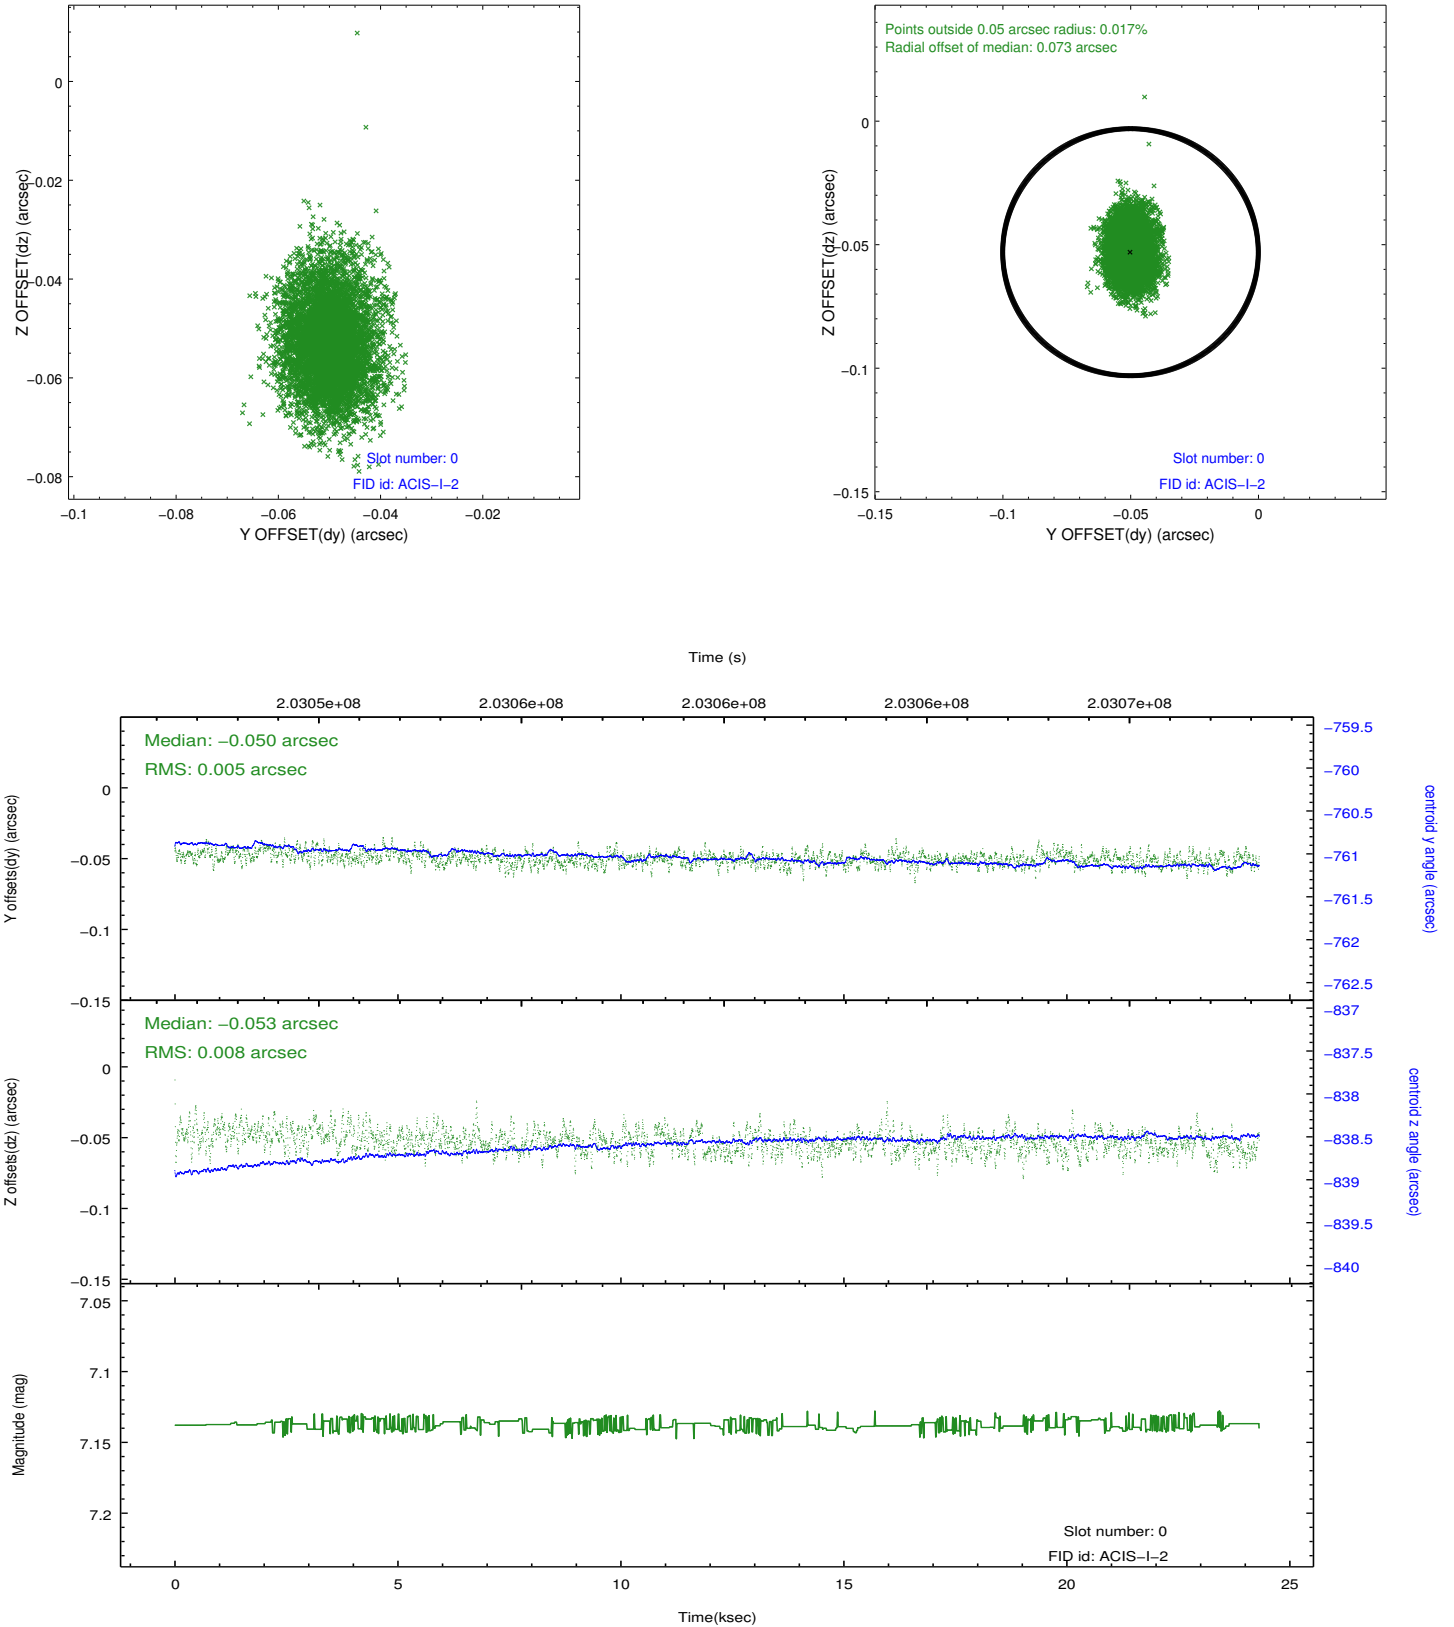 0
−0.02
−0.04
−0.06
−0.08
Z OFFSET(dz) (arcsec)
Slot number: 0
FID id: ACIS−I−2
−0.1 −0.08 −0.06 −0.04 −0.02
Y OFFSET(dy) (arcsec)
Points outside 0.05 arcsec radius: 0.017%
Radial offset of median: 0.073 arcsec
0
−0.05
−0.1
−0.15
Z OFFSET(dz) (arcsec)
Slot number: 0
FID id: ACIS−I−2
−0.15 −0.1 −0.05 0
Y OFFSET(dy) (arcsec)
Time (s)
2.0305e+08 2.0306e+08 2.0306e+08 2.0306e+08 2.0307e+08
Median: −0.050 arcsec
RMS: 0.005 arcsec
0
−0.05
−0.1
−0.15
Y offsets(dy) (arcsec)
−759.5
−760
−760.5
−761
−761.5
−762
−762.5
centroid y angle (arcsec)
Median: −0.053 arcsec
RMS: 0.008 arcsec
0
−0.05
−0.1
−0.15
Z offsets(dz) (arcsec)
−837
−837.5
−838
−838.5
−839
−839.5
−840
centroid z angle (arcsec)
7.05
7.1
7.15
7.2
Magnitude (mag)
Slot number: 0
FID id: ACIS−I−2
0 5 10 15 20 25
Time(ksec)